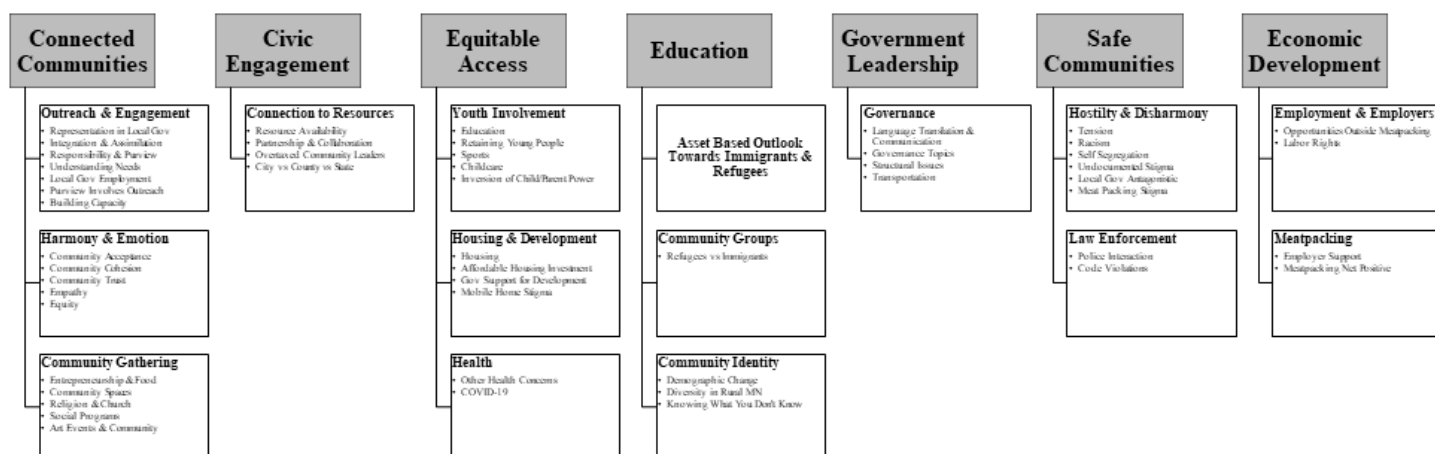 Connected
Communities
Outreach & Engagement
• Representation in Local Gov
• Integration & Assimilation
• Responsibility & Purview
• Understanding Needs
• Local Gov Employment
• Purview Involves Outreach
• Building Capacity
Harmony & Emotion
• Community Acceptance
• Community Cohesion
• Community Trust
• Empathy
• Equity
Community Gathering
• Entrepreneurship & Food
• Community Spaces
• Religion & Church
• Social Programs
• Art Events & Community
Civic
Engagement
Connection to Resources
• Resource Availability
• Partnership & Collaboration
• Overtaxed Community Leaders
• City vs County vs State
Equitable
Access
Youth Involvement
• Education
• Retaining Young People
• Sports
• Childcare
• Inversion of Child/Parent Power
Housing & Development
• Housing
• Affordable Housing Investment
• Gov Support for Development
• Mobile Home Stigma
Health
• Other Health Concerns
• COVID-19
Education
Asset Based Outlook
Towards Immigrants &
Refugees
Community Groups
• Refugees vs Immigrants
Community Identity
• Demographic Change
• Diversity in Rural MN
• Knowing What You Don't Know
Government
Leadership
Governance
• Language Translation &
Communication
• Governance Topics
• Structural Issues
• Transportation
Safe
Communities
Hostilty & Disharmony
• Tension
• Racism
• Self Segregation
• Undocumented Stigma
• Local Gov Antagonistic
• Meat Packing Stigma
Law Enforcement
• Police Interaction
• Code Violations
Economic
Development
Employment & Employers
• Opportunities Outside Meatpacking
• Labor Rights
Meatpacking
• Employer Support
• Meatpacking Net Positive